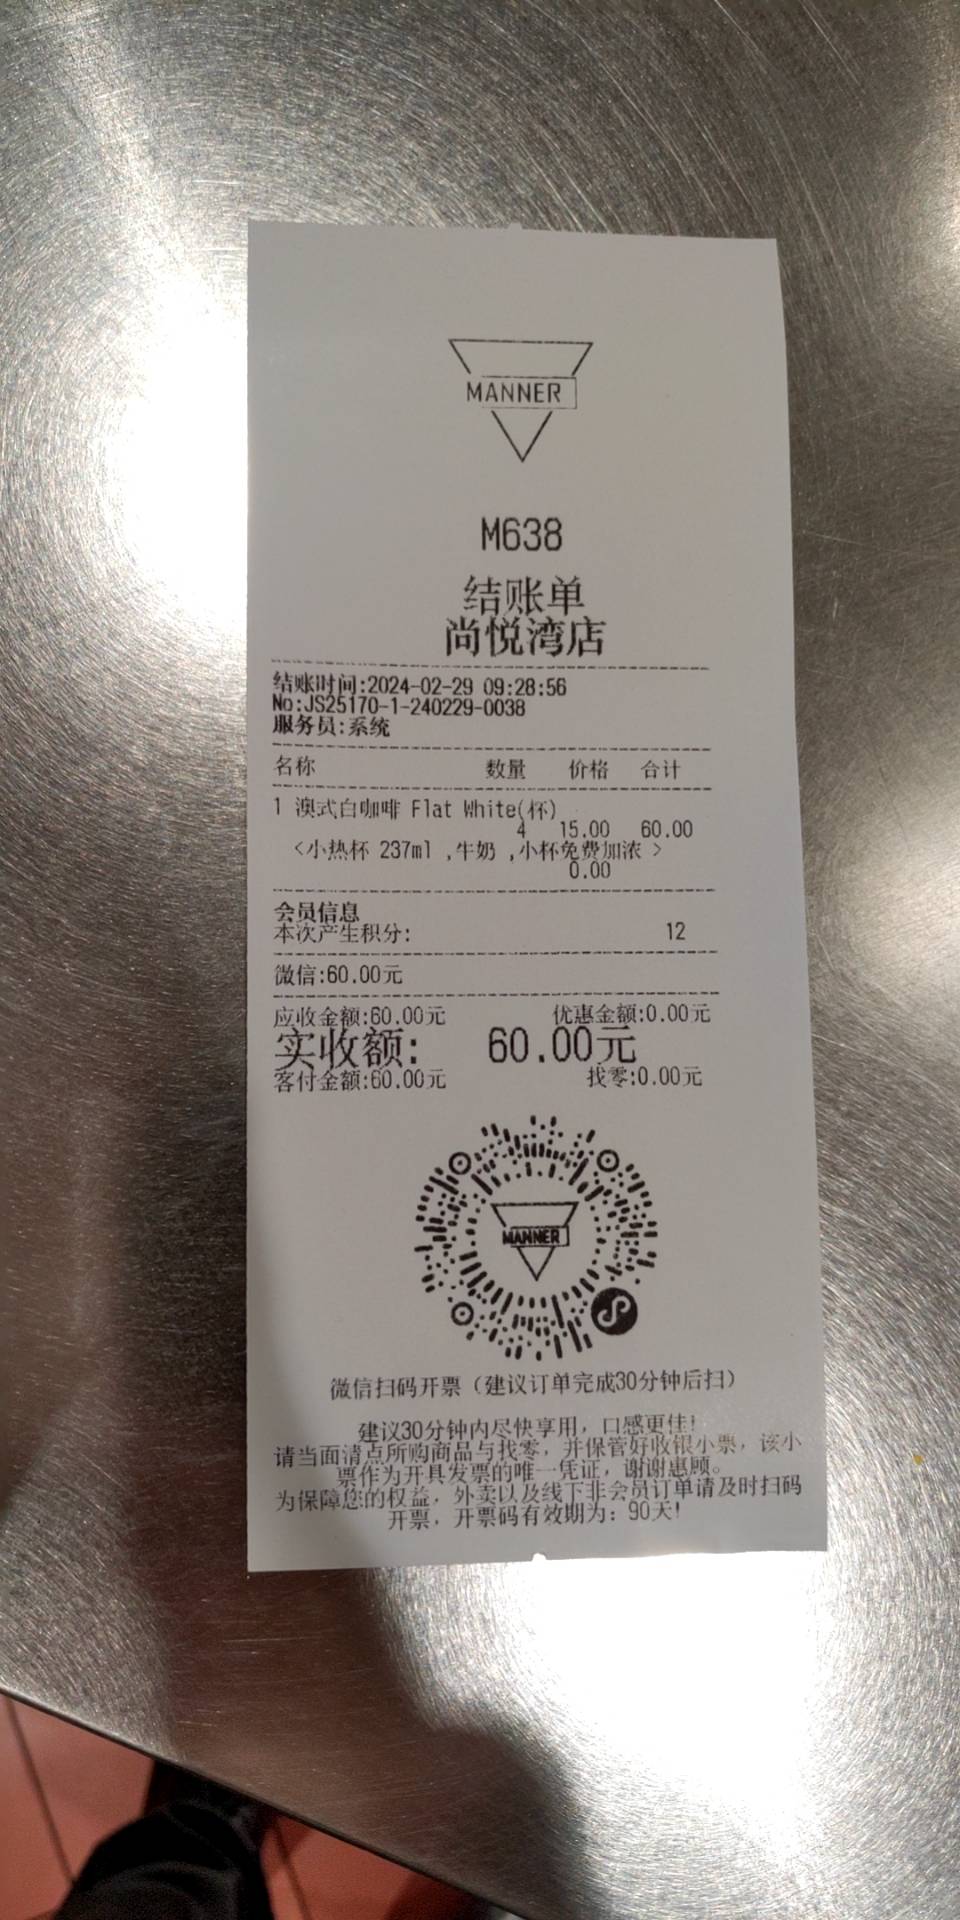 MANNER
M638
结账单
尚悦湾店
结账时间:2024-02-29 09:28:56
No:JS25170-1-240229-0038
服务员:系统
名称 数量 价格 合计
1 澳式白咖啡 Flat White(杯)
4 15.00 60.00
<小热杯 237ml ,牛奶 ,小杯免费加浓 >
0.00
会员信息
本次产生积分: 12
微信:60.00元
应收金额:60.00元 优惠金额:0.00元
实收额: 60.00元
客付金额:60.00元 找零:0.00元
MANNER
微信扫码开票（建议订单完成30分钟后扫）
建议30分钟内尽快享用，口感更佳！
请当面清点所购商品与找零，并保管好收银小票，该小
票作为开具发票的唯一凭证，谢谢惠顾。
为保障您的权益，外卖以及线下非会员订单请及时扫码
开票，开票码有效期为：90天！